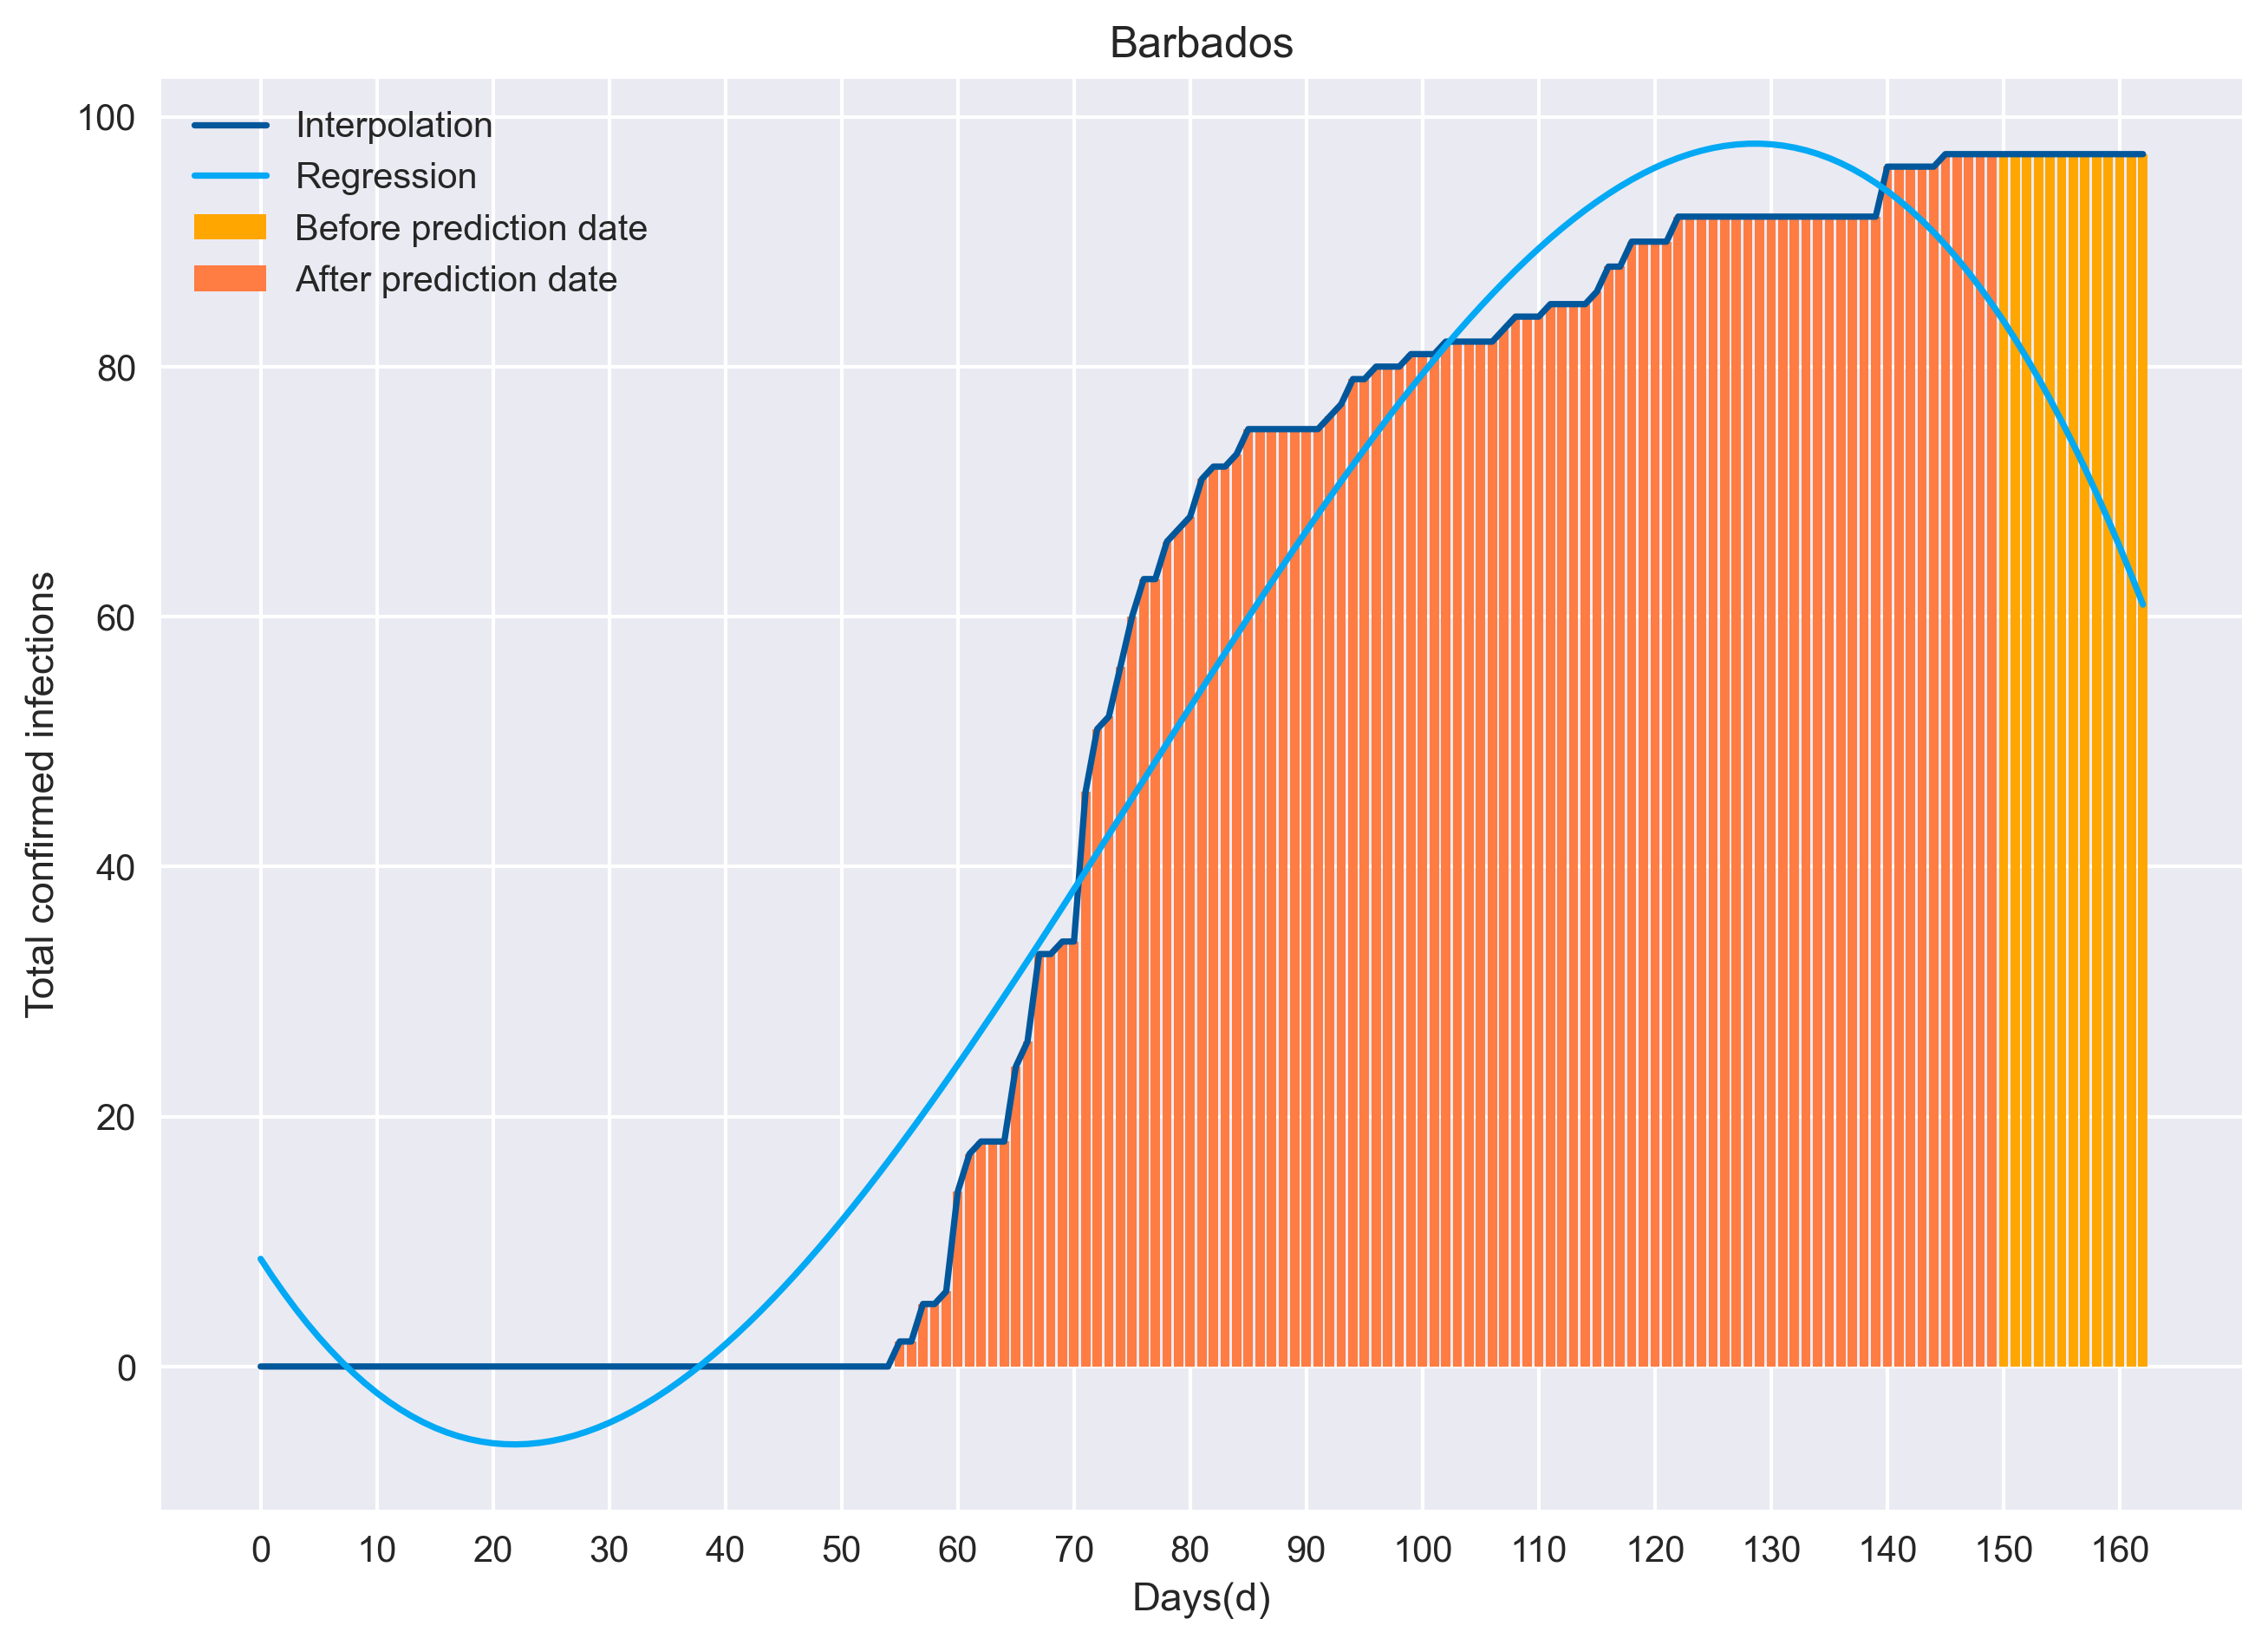 Barbados
Interpolation
Regression
Before prediction date
After prediction date
Total confirmed infections
100
80
60
40
20
0
0 10 20 30 40 50 60 70 80 90 100 110 120 130 140 150 160
Days(d)